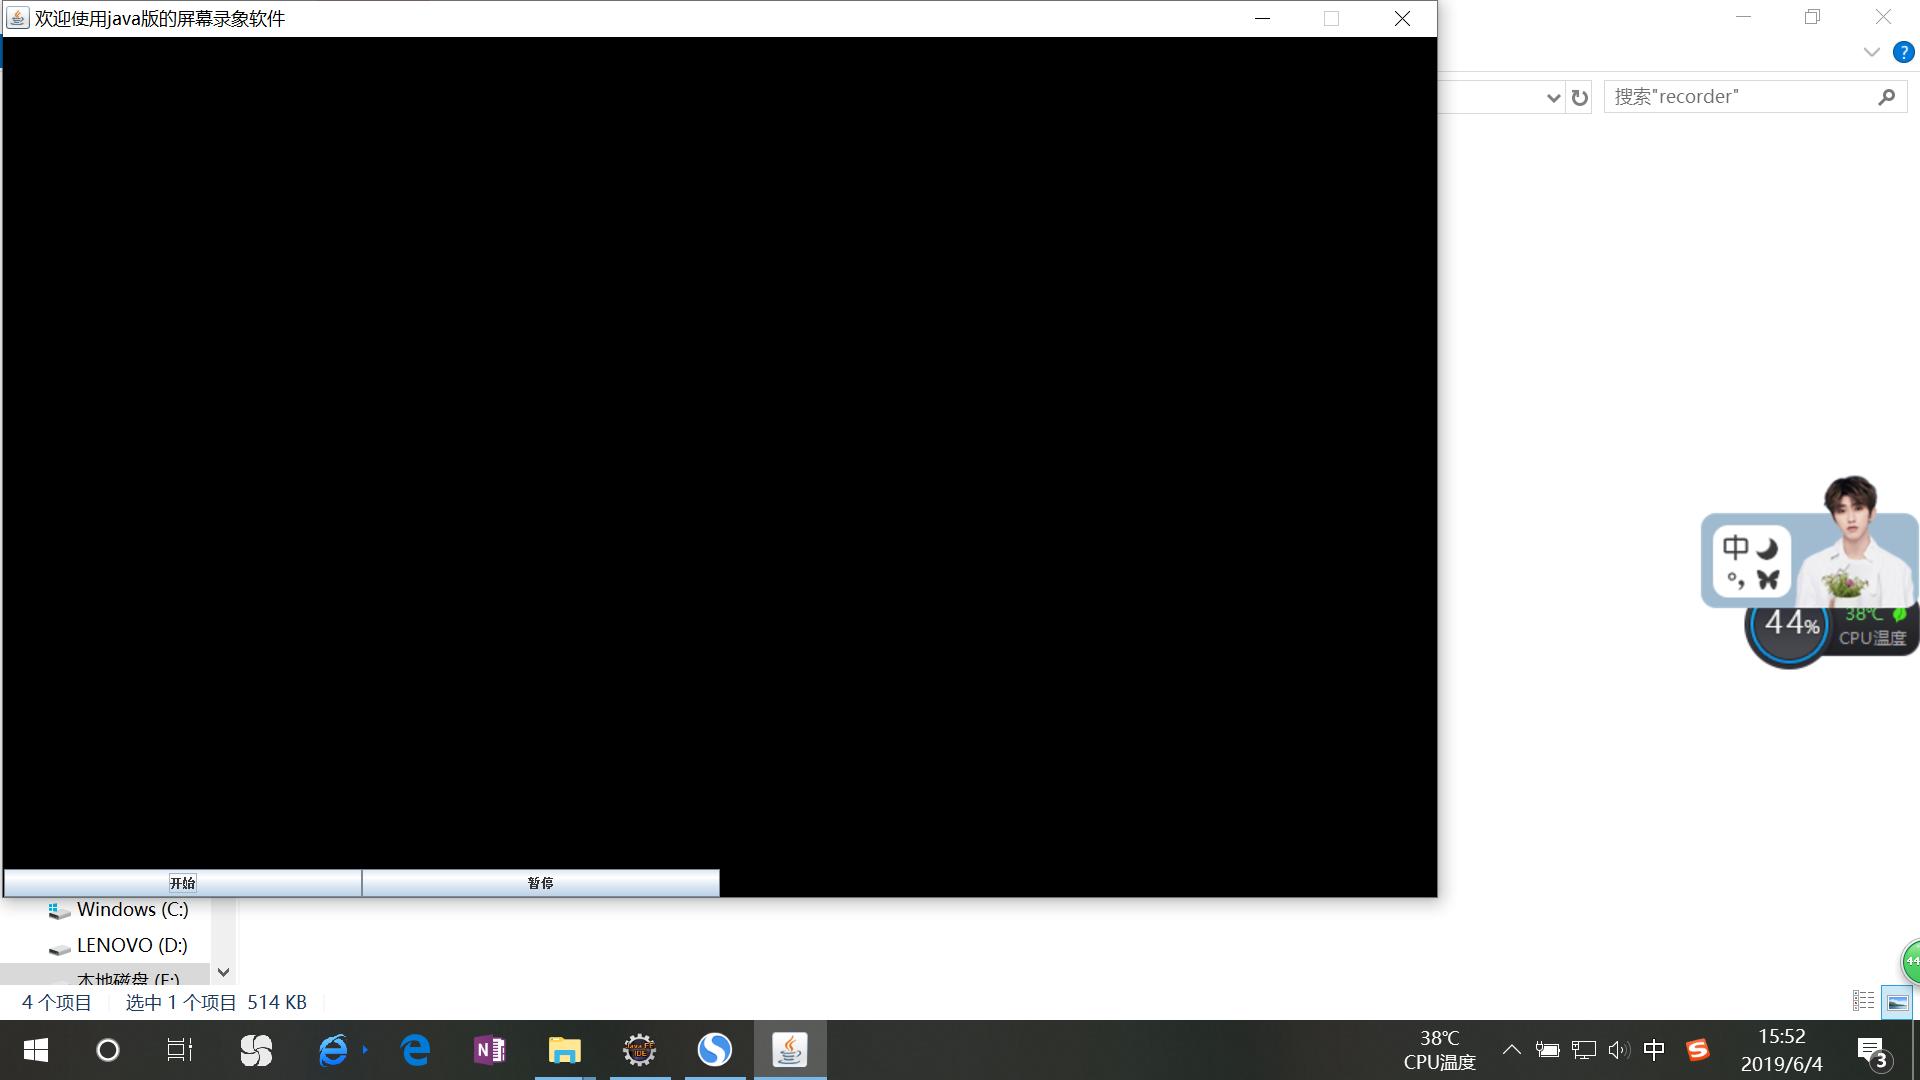 欢迎使用java版的屏幕录象软件
搜索"recorder"
中
44%
38℃
CPU温度
开始
暂停
Windows (C:)
LENOVO (D:)
本地磁盘 (E:)
44
4 个项目
选中 1 个项目 514 KB
38℃
CPU温度
中
15:52
2019/6/4
3